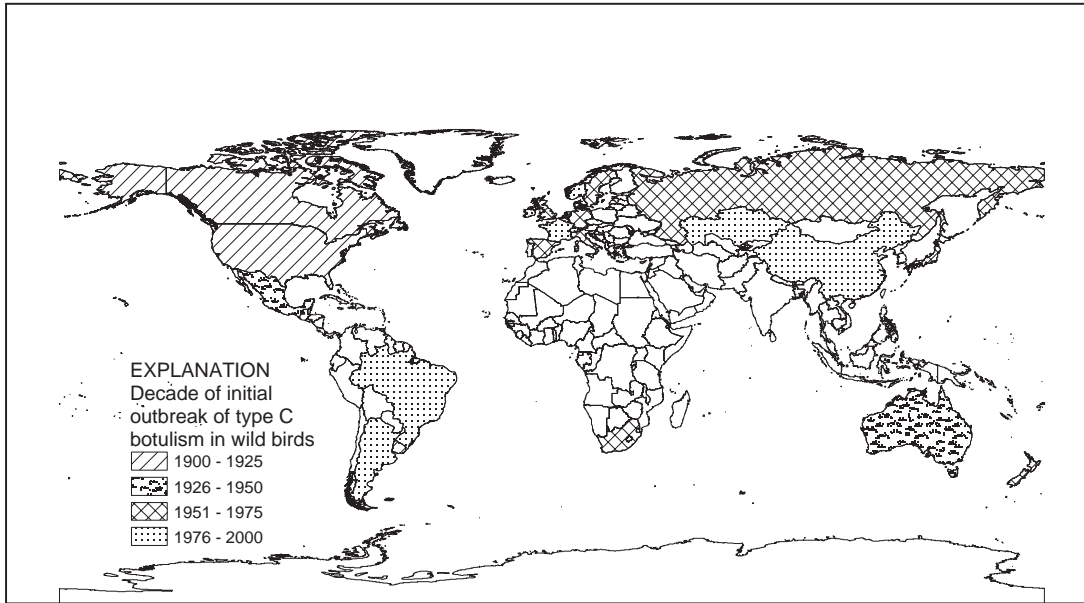 EXPLANATION
Decade of initial
outbreak of type C
botulism in wild birds
1900 - 1925
1926 - 1950
1951 - 1975
1976 - 2000